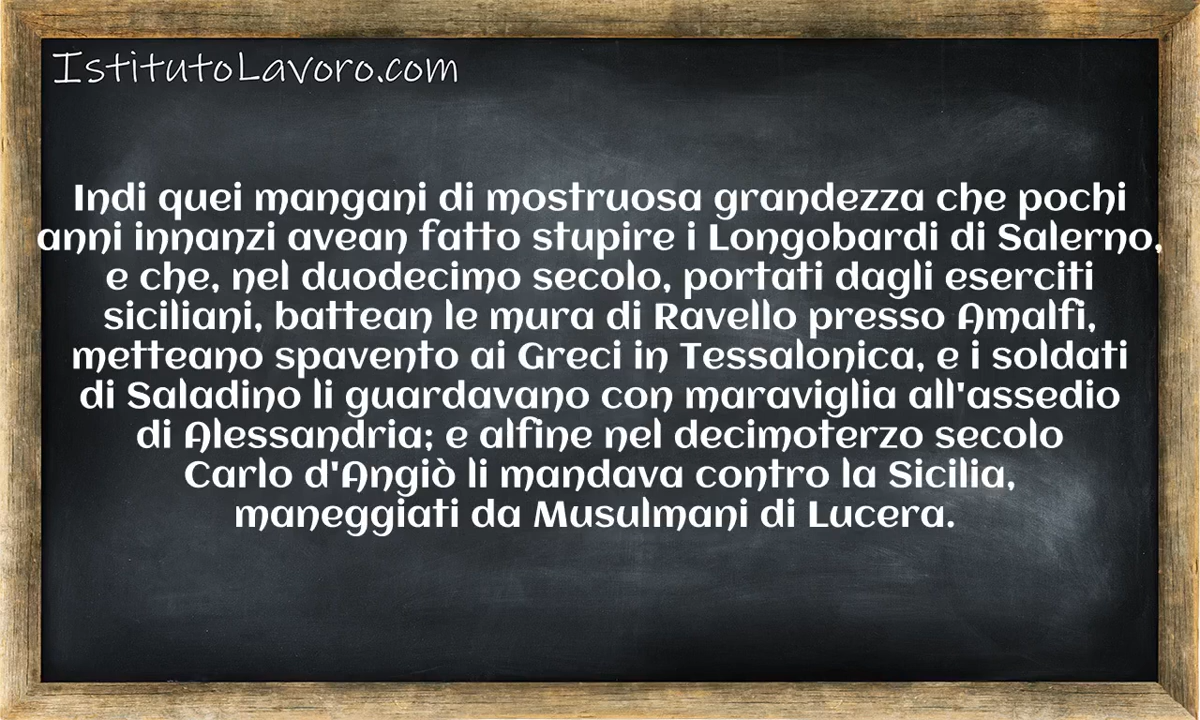 IstitutoLavoro.com
Indi quei mangani di mostruosa grandezza che pochi
anni innanzi avean fatto stupire i Longobardi di Salerno,
e che, nel duodecimo secolo, portati dagli eserciti
siciliani, battean le mura di Ravello presso Amalfi,
metteano spavento ai Greci in Tessalonica, e i soldati
di Saladino li guardavano con maraviglia all'assedio
di Alessandria; e alfine nel decimoterzo secolo
Carlo d'Angiò li mandava contro la Sicilia,
maneggiati da Musulmani di Lucera.